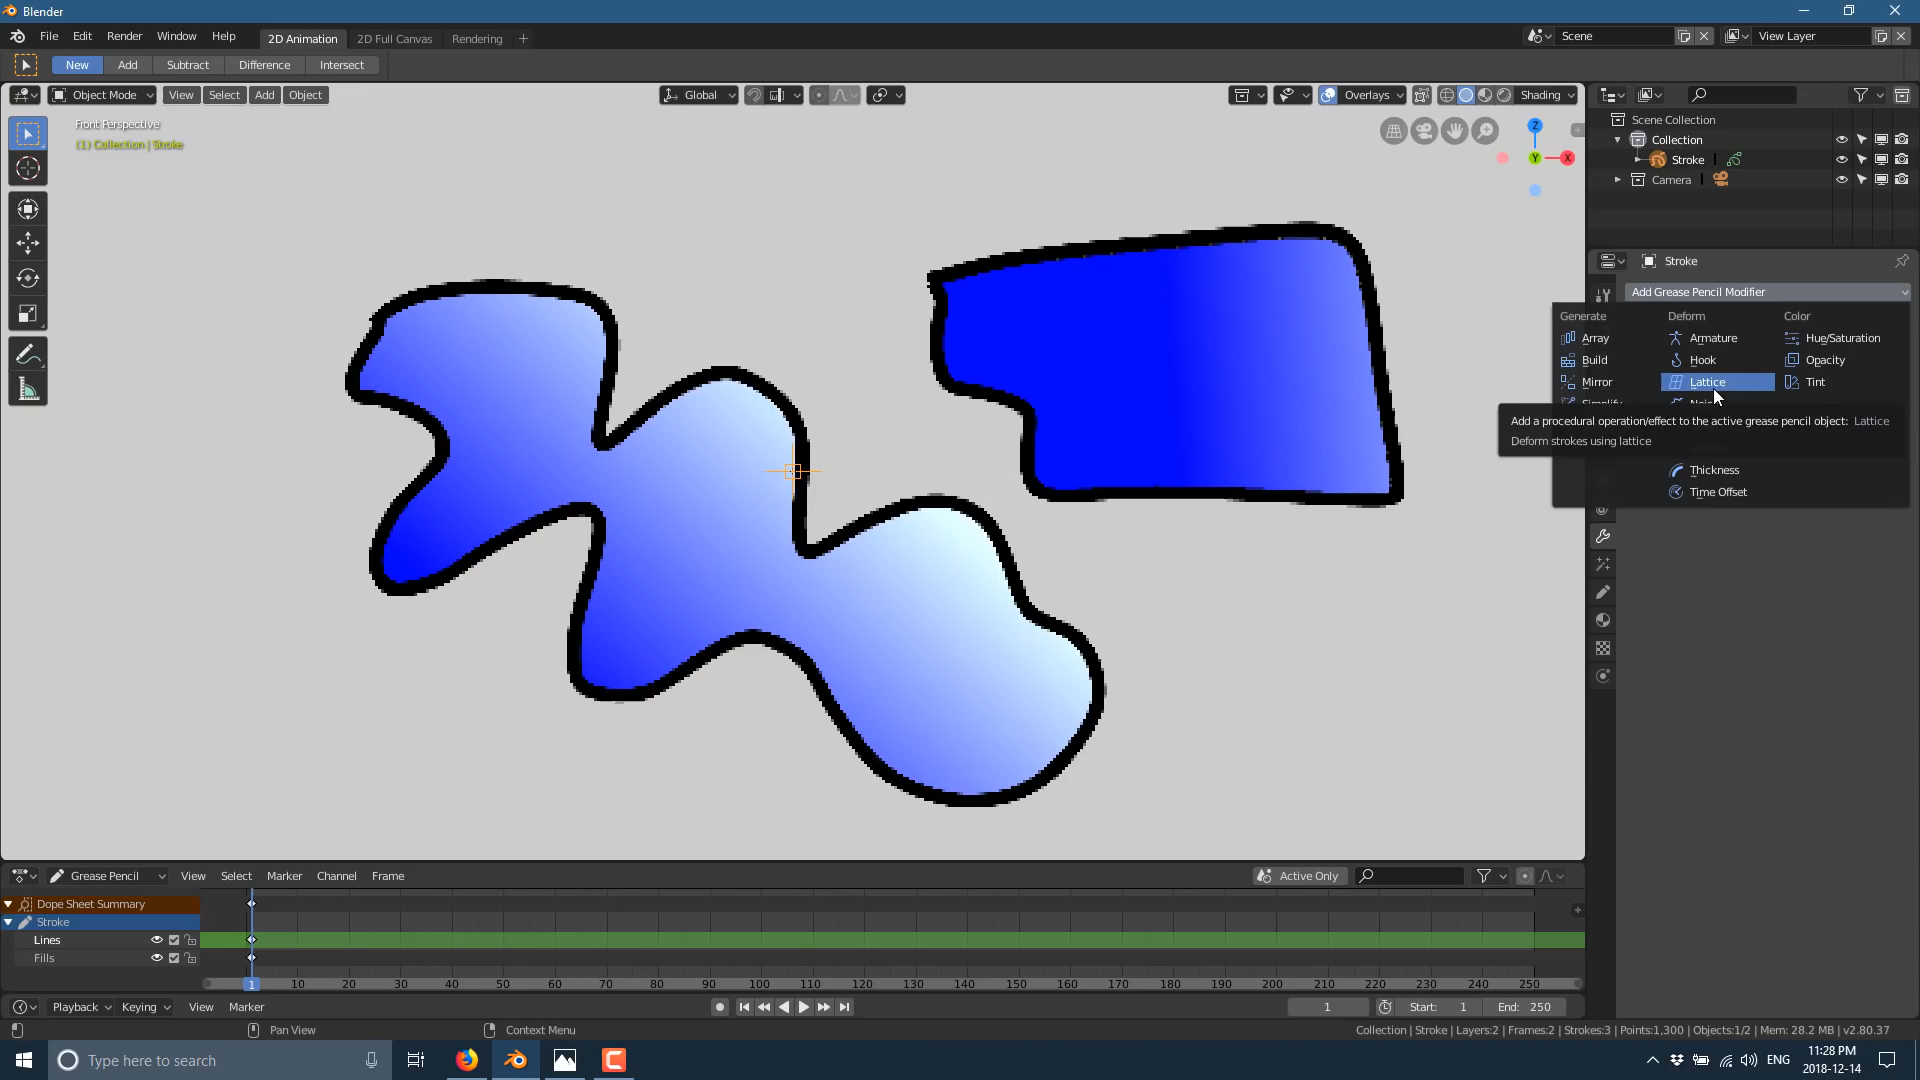 Blender
File Edit Render Window Help 2D Animation 2D Full Canvas Rendering + Scene View Layer
New Add Subtract Difference Intersect
Object Mode View Select Add Object Global Overlays Shading
Front Perspective
(1) Collection | Stroke
Z
Y X
Scene Collection
Collection
Stroke
Camera
Stroke
Add Grease Pencil Modifier
Generate Deform Color
Array Armature Hue/Saturation
Build Hook Opacity
Mirror Lattice Tint
Add a procedural operation/effect to the active grease pencil object: Lattice
Deform strokes using lattice
Thickness
Time Offset
Grease Pencil View Select Marker Channel Frame Active Only
Dope Sheet Summary
Stroke
Lines
Fills
1 10 20 30 40 50 60 70 80 90 100 110 120 130 140 150 160 170 180 190 200 210 220 230 240 250
Playback Keying View Marker 1 Start: 1 End: 250
Pan View Context Menu Collection | Stroke | Layers:2 | Frames:2 | Strokes:3 | Points:1,300 | Objects:1/2 | Mem: 28.2 MB | v2.80.37
Type here to search ENG 11:28 PM
2018-12-14